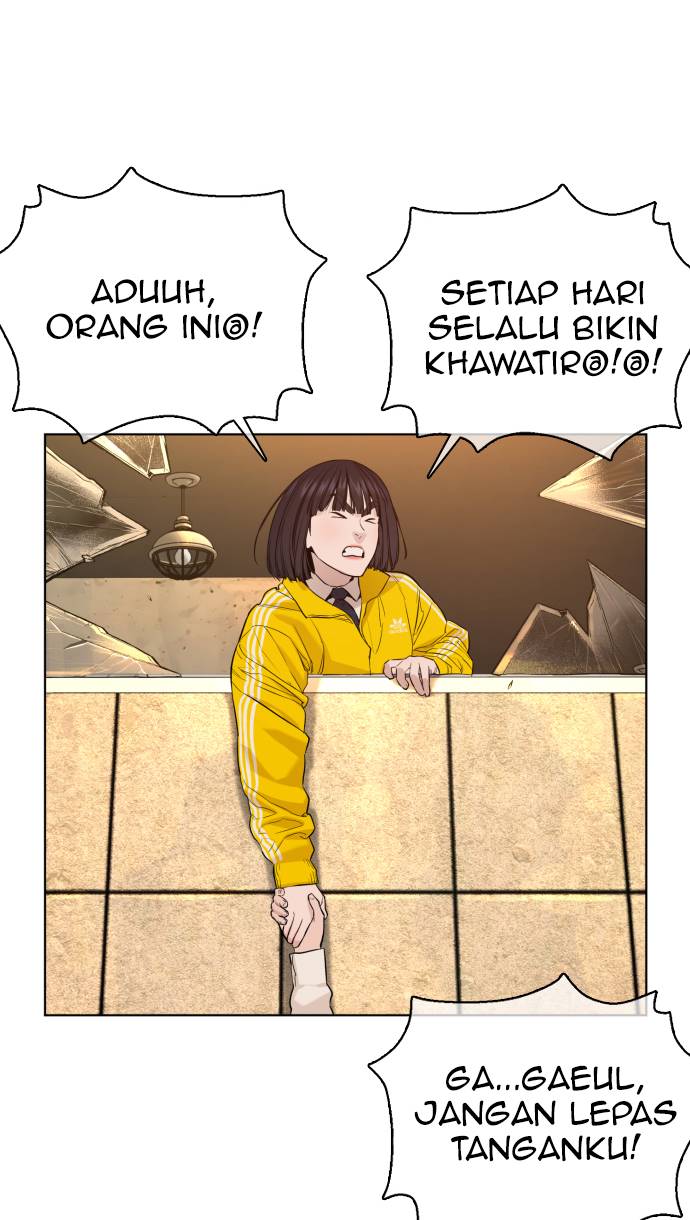 ADUUH,
ORANG INI@!
SETIAP HARI
SELALU BIKIN
KHAWATIR@!@!
GA...GAEUL,
JANGAN LEPAS
TANGANKU!